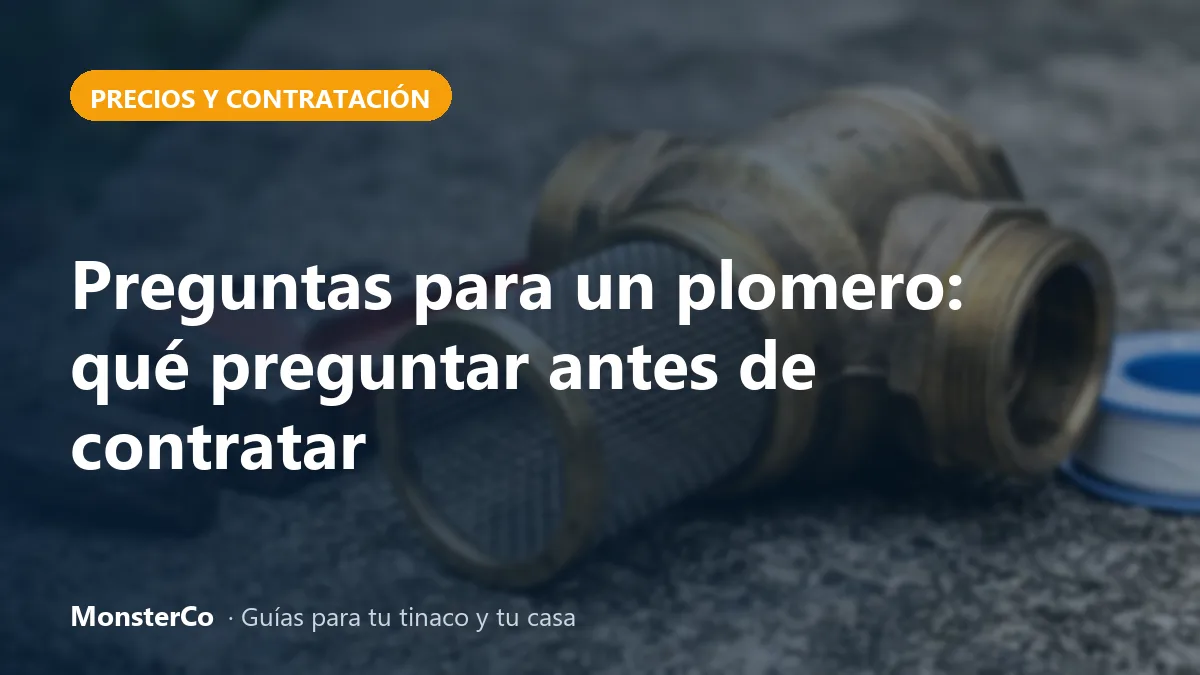 PRECIOS Y CONTRATACIÓN
Preguntas para un plomero:
qué preguntar antes de
contratar
MonsterCo · Guías para tu tinaco y tu casa